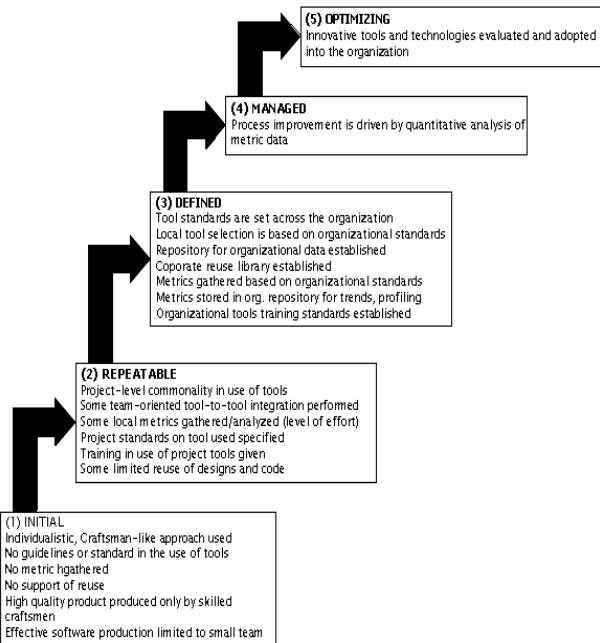 (5) OPTIMIZING
Innovative tools and technologies evaluated and adopted
into the organization
(4) MANAGED
Process improvement is driven by quantitative analysis of
metric data
(3) DEFINED
Tool standards are set across the organization
Local tool selection is based on organizational standards
Repository for organizational data established
Coporate reuse library established
Metrics gathered based on organizational standards
Metrics stored in org. repository for trends, profiling
Organizational tools training standards established
(2) REPEATABLE
Project-level commonality in use of tools
Some team-oriented tool-to-tool integration performed
Some local metrics gathered/analyzed (level of effort)
Project standards on tool used specified
Training in use of project tools given
Some limited reuse of designs and code
(1) INITIAL
Individualistic, Craftsman-like approach used
No guidelines or standard in the use of tools
No metric hgathered
No support of reuse
High quality product produced only by skilled
craftsmen
Effective software production limited to small team